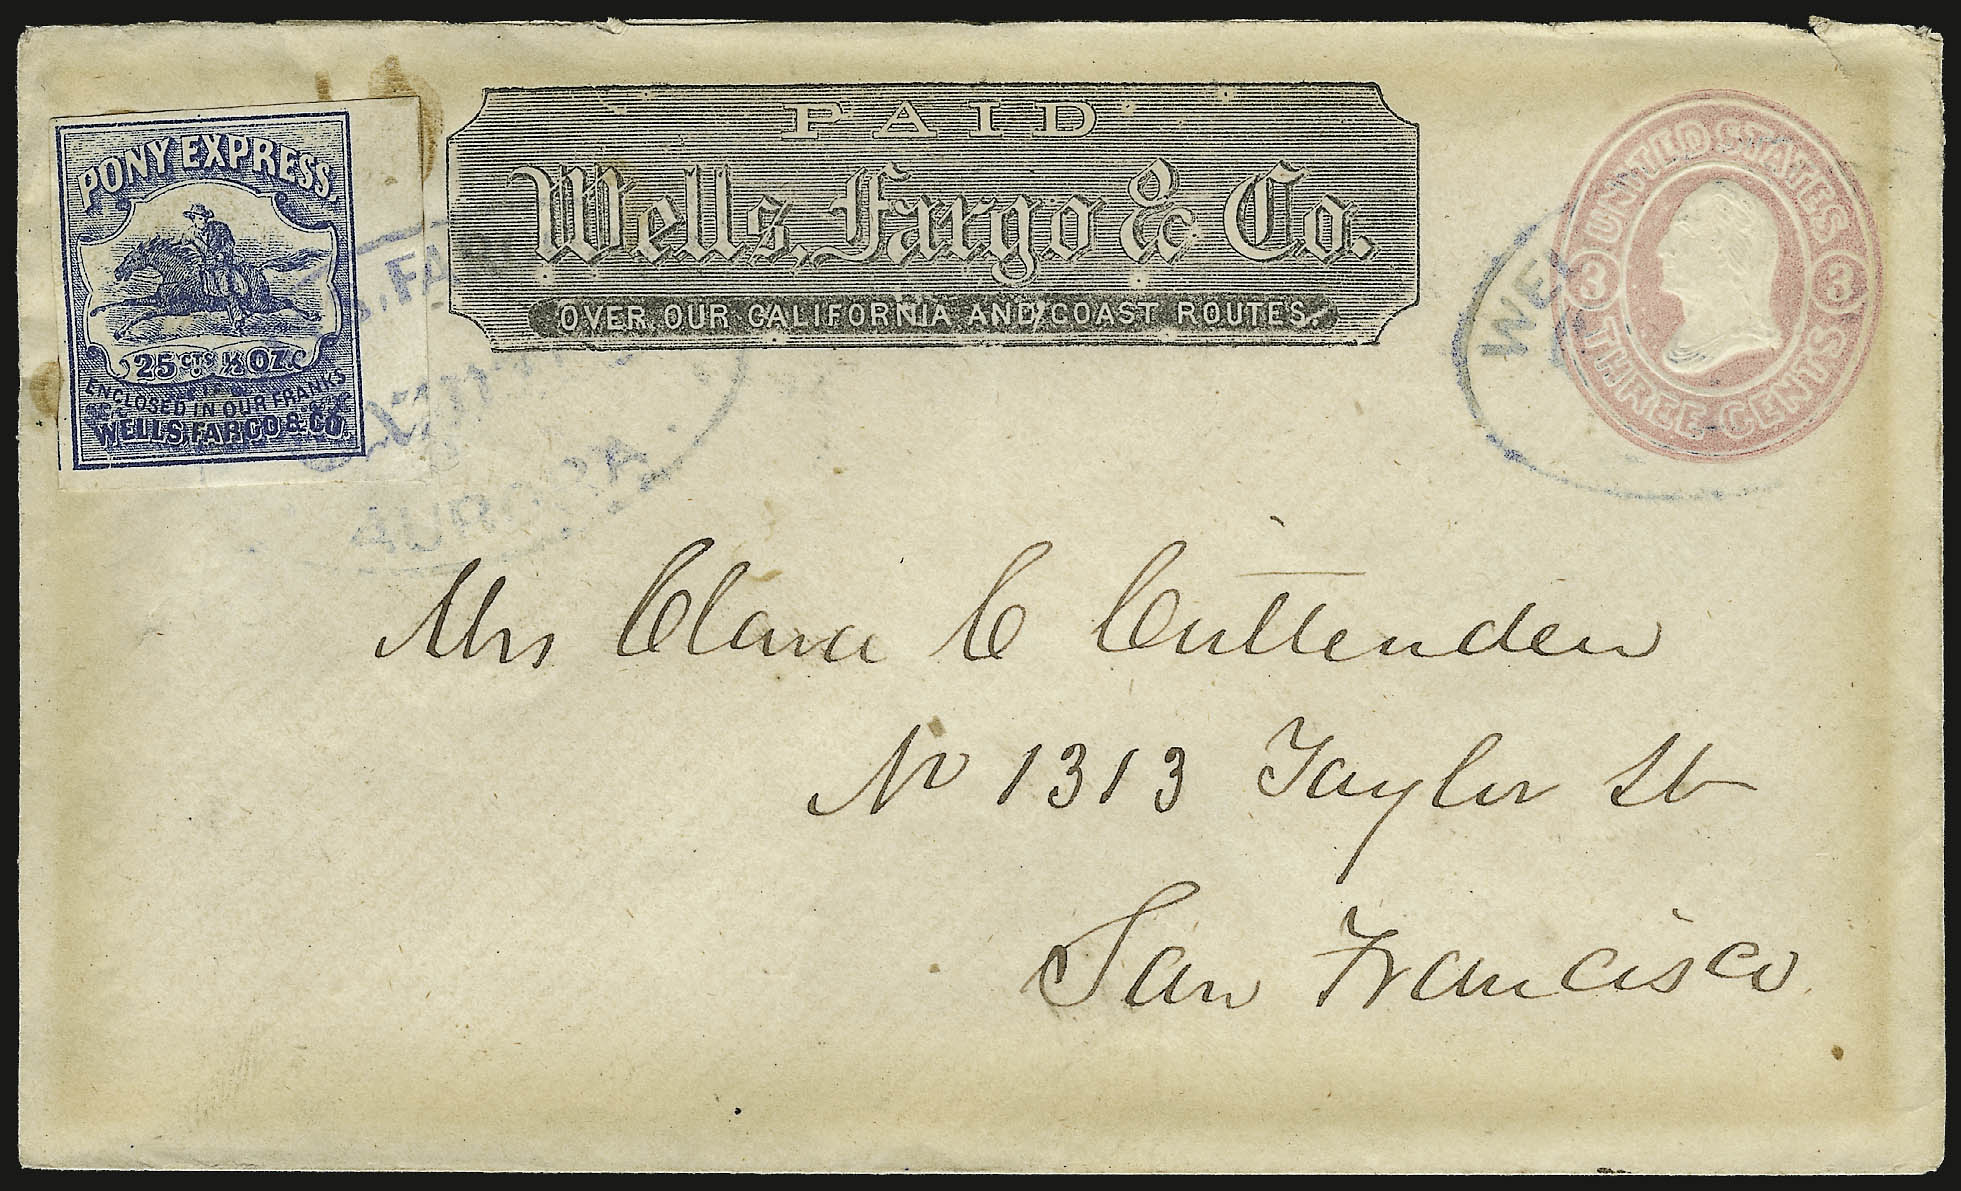 PONY EXPRESS.
25 CTS ½ OZ.
ENCLOSED IN OUR FRANKS
WELLS, FARGO & CO.
PAID
Wells, Fargo & Co.
OVER OUR CALIFORNIA AND COAST ROUTES.
UNITED STATES
3 3
THREE CENTS
AURORA
Mrs Clara C Cruttenden
No 1313 Taylor St
San Francisco